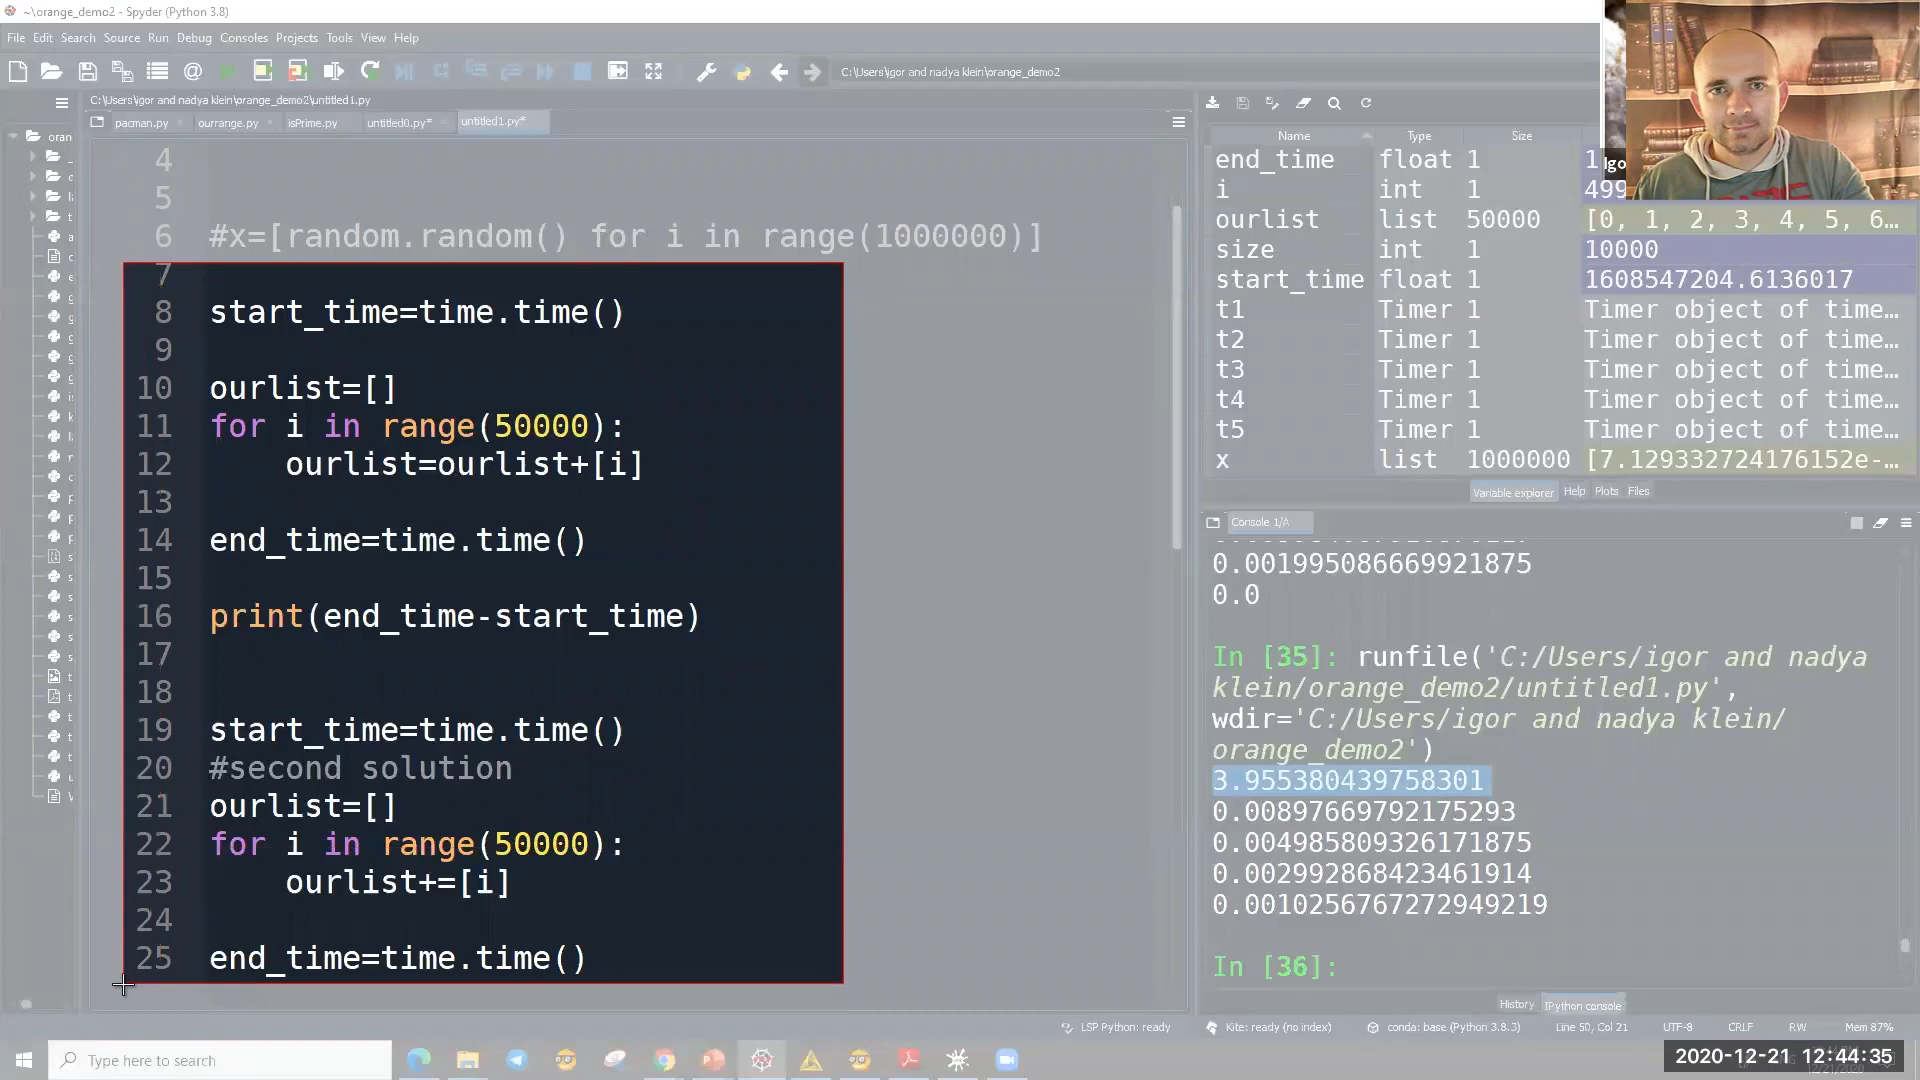 ~\orange_demo2 - Spyder (Python 3.8)
File Edit Search Source Run Debug Consoles Projects Tools View Help
C:\Users\igor and nadya klein\orange_demo2
C:\Users\igor and nadya klein\orange_demo2\untitled1.py
pacman.py ourrange.py isPrime.py untitled0.py* untitled1.py*
oran
4
5
6 #x=[random.random() for i in range(1000000)]
7
8 start_time=time.time()
9
10 ourlist=[]
11 for i in range(50000):
12 ourlist=ourlist+[i]
13
14 end_time=time.time()
15
16 print(end_time-start_time)
17
18
19 start_time=time.time()
20 #second solution
21 ourlist=[]
22 for i in range(50000):
23 ourlist+=[i]
24
25 end_time=time.time()
Name Type Size
end_time float 1 1
i int 1 499
ourlist list 50000 [0, 1, 2, 3, 4, 5, 6…
size int 1 10000
start_time float 1 1608547204.6136017
t1 Timer 1 Timer object of time…
t2 Timer 1 Timer object of time…
t3 Timer 1 Timer object of time…
t4 Timer 1 Timer object of time…
t5 Timer 1 Timer object of time…
x list 1000000 [7.129332724176152e-…
Variable explorer Help Plots Files
Igo
Console 1/A
0.001995086669921875
0.0
In [35]: runfile('C:/Users/igor and nadya
klein/orange_demo2/untitled1.py',
wdir='C:/Users/igor and nadya klein/
orange_demo2')
3.955380439758301
0.00897669792175293
0.004985809326171875
0.002992868423461914
0.0010256767272949219
In [36]:
History IPython console
LSP Python: ready Kite: ready (no index) conda: base (Python 3.8.3) Line 50, Col 21 UTF-8 CRLF RW Mem 87%
Type here to search
2020-12-21 12:44:35